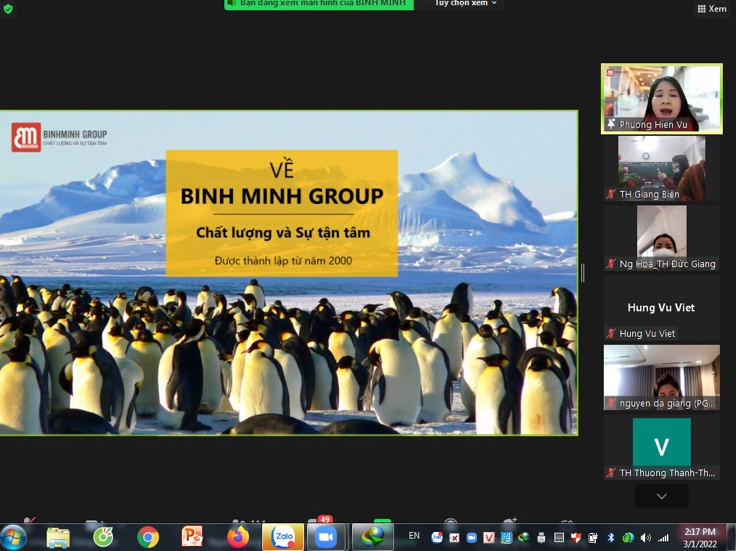 Bạn đang xem màn hình của BINH MINH
Tùy chọn xem
Xem
BINHMINH GROUP
CHẤT LƯỢNG VÀ SỰ TẬN TÂM
VỀ
BINH MINH GROUP
Chất lượng và Sự tận tâm
Được thành lập từ năm 2000
Phuong Hien Vu
TH Giang Biên
Ng Hoa_TH Đức Giang
Hung Vu Viet
Hung Vu Viet
nguyen da giang (PG...
V
TH Thuong Thanh-Th...
49
Zalo
EN
2:17 PM
3/1/2022